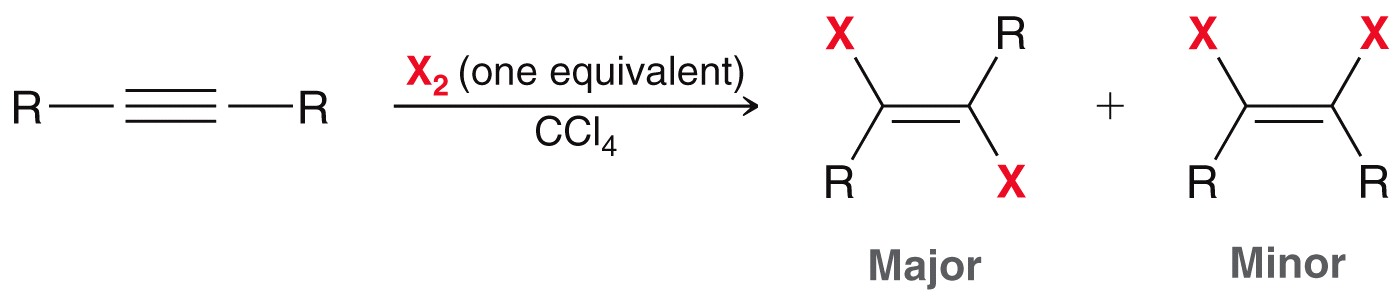 R R
X2 (one equivalent)
CCl4
X R
R X
+
X X
R R
Major
Minor